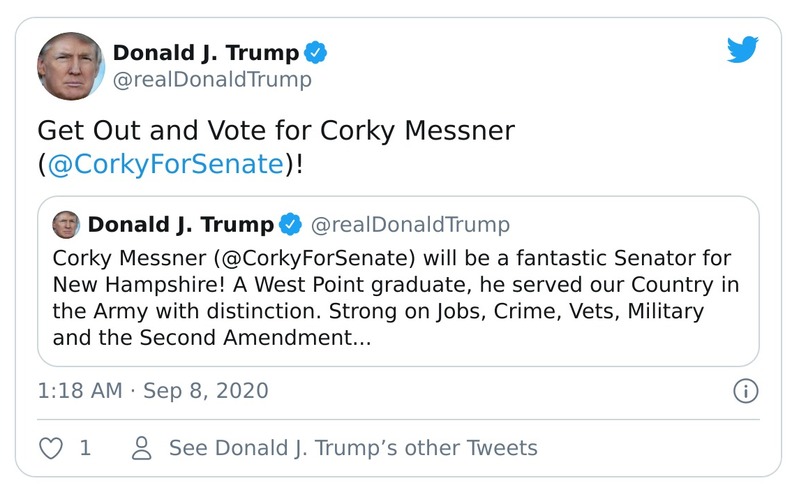 Donald J. Trump
@realDonaldTrump
Get Out and Vote for Corky Messner
(@CorkyForSenate)!
Donald J. Trump @realDonaldTrump
Corky Messner (@CorkyForSenate) will be a fantastic Senator for
New Hampshire! A West Point graduate, he served our Country in
the Army with distinction. Strong on Jobs, Crime, Vets, Military
and the Second Amendment...
1:18 AM · Sep 8, 2020
1 See Donald J. Trump’s other Tweets